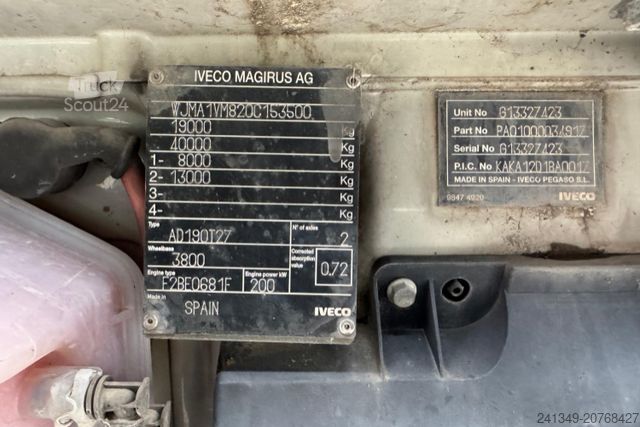 Truck
Scout24
IVECO MAGIRUS AG
WJMA1VM820C153500
19000 Kg
40000 Kg
1- 8000 Kg
2- 13000 Kg
3- Kg
4- Kg
Type
N° of axles
AD190T27 2
Wheelbase
3800
Corrected absorption value
0.72
Engine type
Engine power kW
F2BE0681F 200
Made in
SPAIN
IVECO
Unit No G13327423
Part No
Serial No G13327423
P.I.C. No
MADE IN SPAIN - IVECO PEGASO S.L.
IVECO
241349-20768427